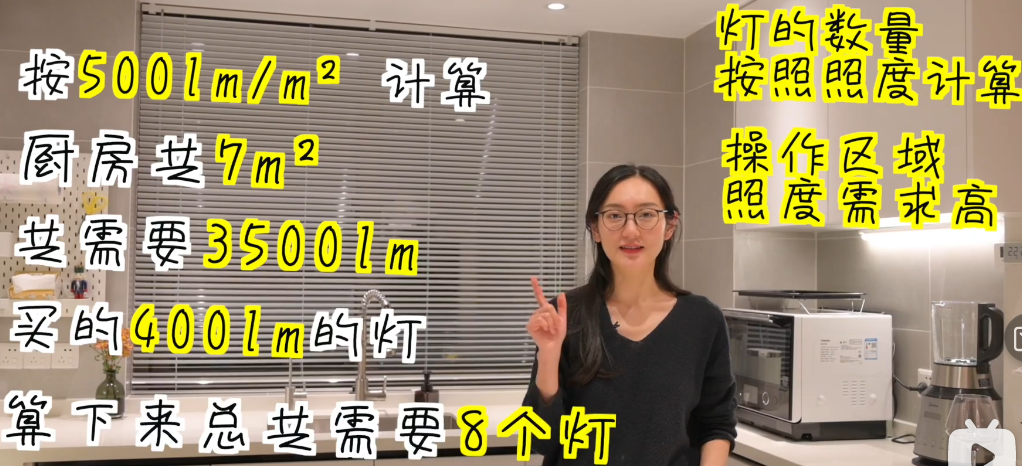 按500lm/m² 计算
厨房共7m²
共需要3500lm
买的400lm的灯
算下来总共需要8个灯
灯的数量
按照照度计算
操作区域
照度需求高